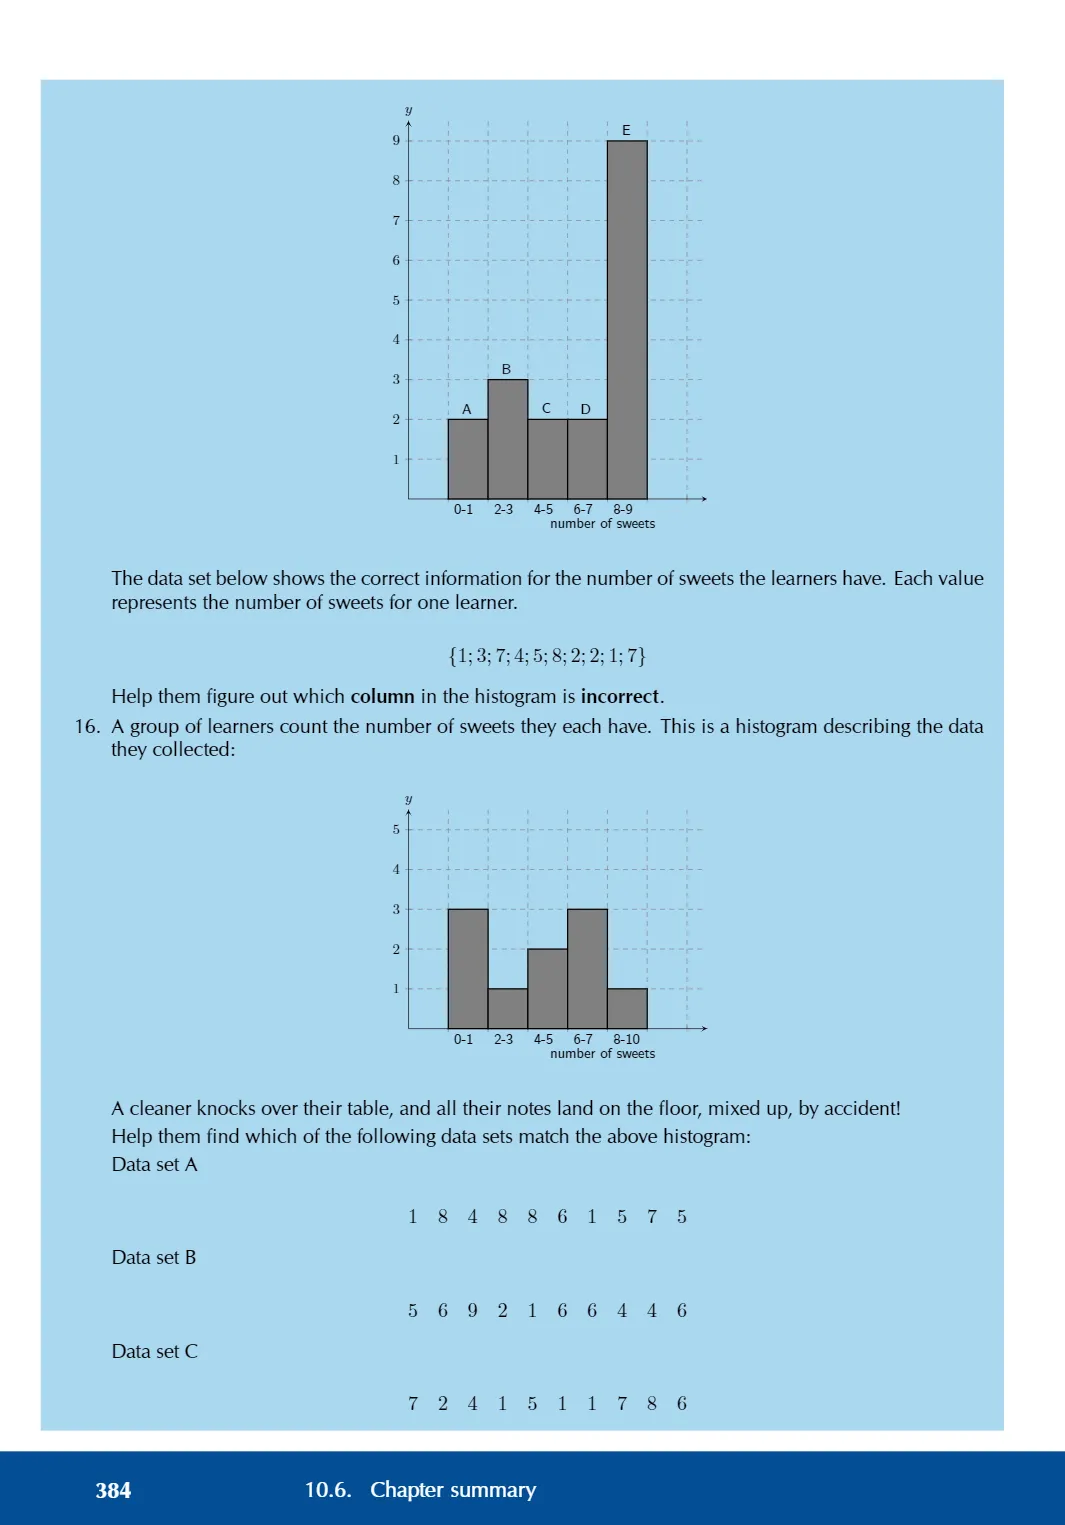 y
9
E
8
7
6
5
4
3
B
2
A
C
D
1
0-1 2-3 4-5 6-7 8-9
number of sweets
The data set below shows the correct information for the number of sweets the learners have. Each value
represents the number of sweets for one learner.
{1; 3; 7; 4; 5; 8; 2; 2; 1; 7}
Help them figure out which column in the histogram is incorrect.
16. A group of learners count the number of sweets they each have. This is a histogram describing the data
they collected:
y
5
4
3
2
1
0-1 2-3 4-5 6-7 8-10
number of sweets
A cleaner knocks over their table, and all their notes land on the floor, mixed up, by accident!
Help them find which of the following data sets match the above histogram:
Data set A
1 8 4 8 8 6 1 5 7 5
Data set B
5 6 9 2 1 6 6 4 4 6
Data set C
7 2 4 1 5 1 1 7 8 6
384 10.6. Chapter summary